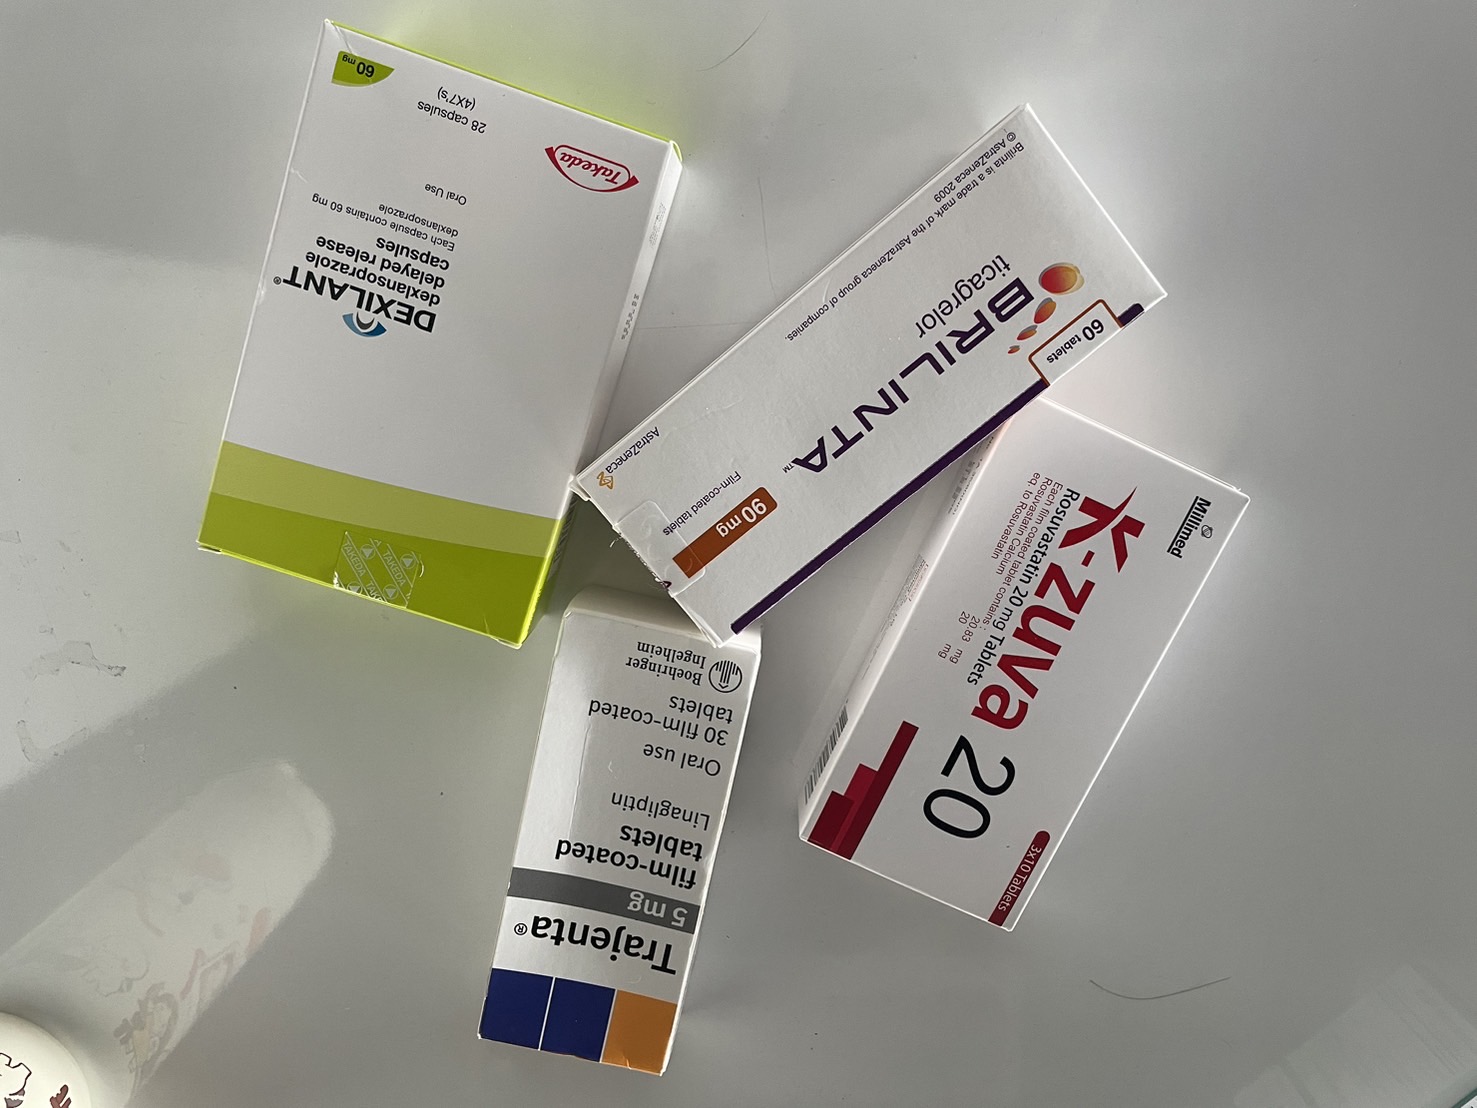 60 mg
28 capsules
(4X7's)
Takeda
Oral Use
Each capsule contains 60 mg
dexlansoprazole
DEXILANT®
dexlansoprazole
delayed release
capsules
TAKEDA
TAKEDA
© Brilinta is a trade mark of the AstraZeneca group of companies.
AstraZeneca 2009
BRILINTA™
ticagrelor
60 tablets
90 mg
Film-coated tablets
AstraZeneca
Millimed
K-zuva 20
Rosuvastatin 20 mg Tablets
Each film coated tablet contains :
Rosuvastatin Calcium 20.83 mg
eq. to Rosuvastatin 20 mg
3x10 Tablets
Trajenta®
5 mg
film-coated
tablets
Linagliptin
Oral use
30 film-coated
tablets
Boehringer
Ingelheim